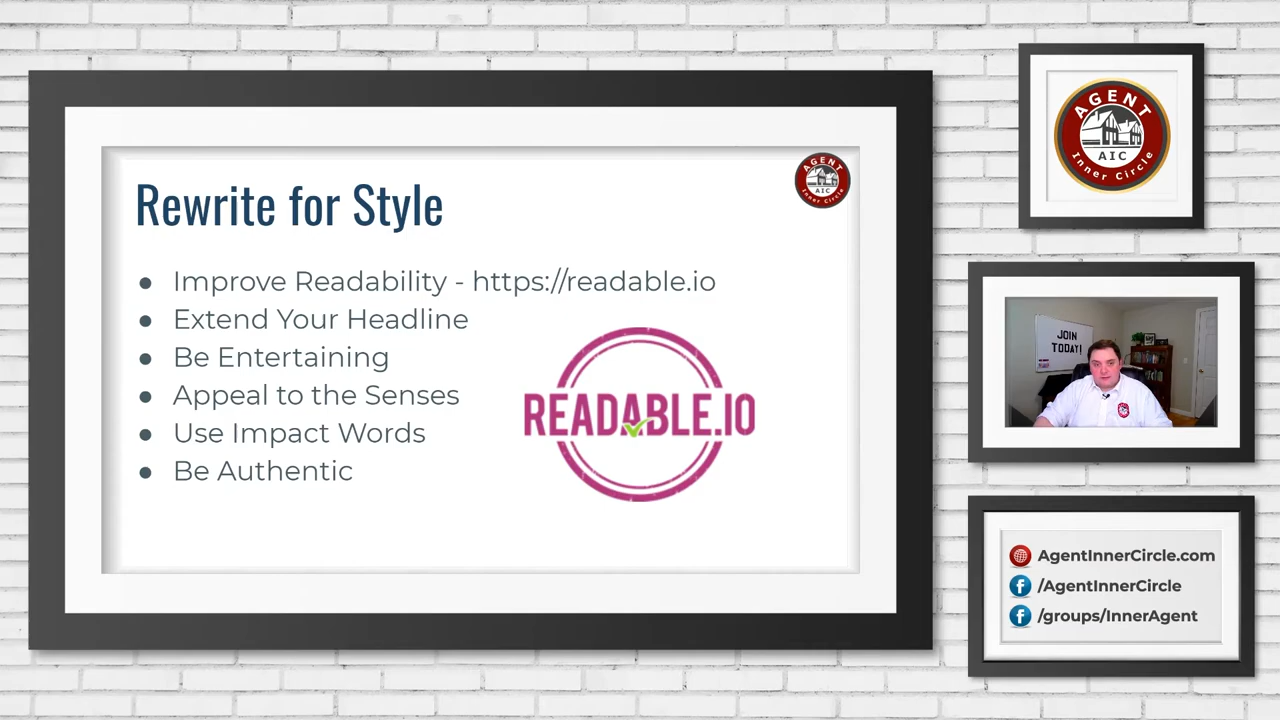 Rewrite for Style
● Improve Readability - https://readable.io
● Extend Your Headline
● Be Entertaining
● Appeal to the Senses
● Use Impact Words
● Be Authentic
READABLE.IO
AGENT
AIC
Inner Circle
AGENT
AIC
Inner Circle
JOIN
TODAY!
AgentInnerCircle.com
/AgentInnerCircle
/groups/InnerAgent